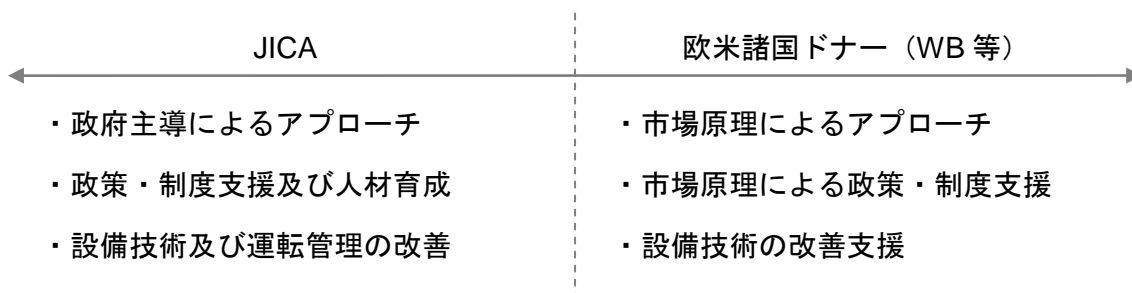 JICA
欧米諸国ドナー（WB 等）
・政府主導によるアプローチ
・政策・制度支援及び人材育成
・設備技術及び運転管理の改善
・市場原理によるアプローチ
・市場原理による政策・制度支援
・設備技術の改善支援